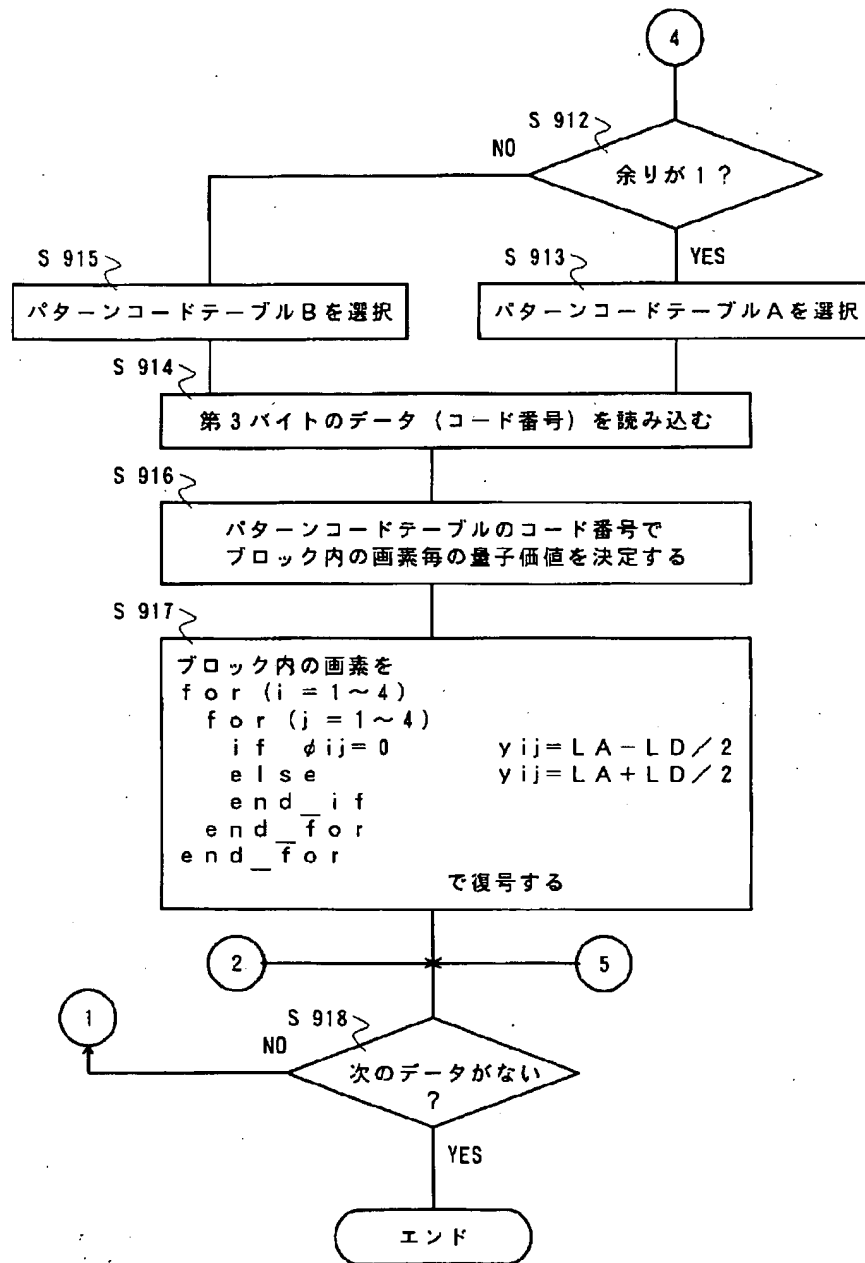 4
S 912
NO
余りが1?
YES
S 915
S 913
パターンコードテーブルBを選択
パターンコードテーブルAを選択
S 914
第3バイトのデータ(コード番号)を読み込む
S 916
パターンコードテーブルのコード番号で
ブロック内の画素毎の量子価値を決定する
S 917
ブロック内の画素を
for (i = 1~4)
for (j = 1~4)
if φij=0 yij=LA-LD/2
else yij=LA+LD/2
end_if
end_for
end_for
で復号する
2
5
1
S 918
NO
次のデータがない
?
YES
エンド